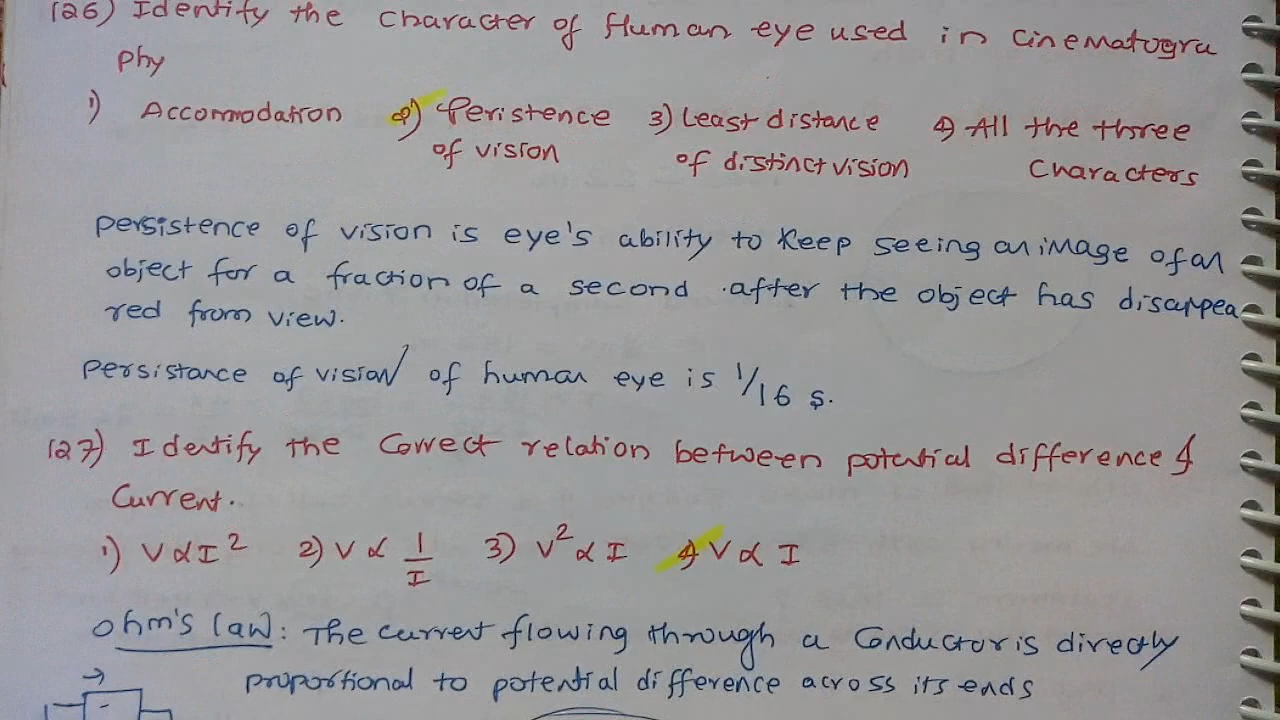 126) Identify the character of Human eye used in cinematogra
phy
1) Accommodation 2) Peristence of vision 3) Least distance of distinct vision 4) All the three characters
persistence of vision is eye's ability to keep seeing an image of an
object for a fraction of a second after the object has disappea
red from view.
persistance of vision of human eye is 1/16 s.
127) Identify the correct relation between potential difference &
current.
1) V ∝ I² 2) V ∝ 1/I 3) V² ∝ I 4) V ∝ I
ohm's law: The current flowing through a conductor is directly
proportional to potential difference across its ends